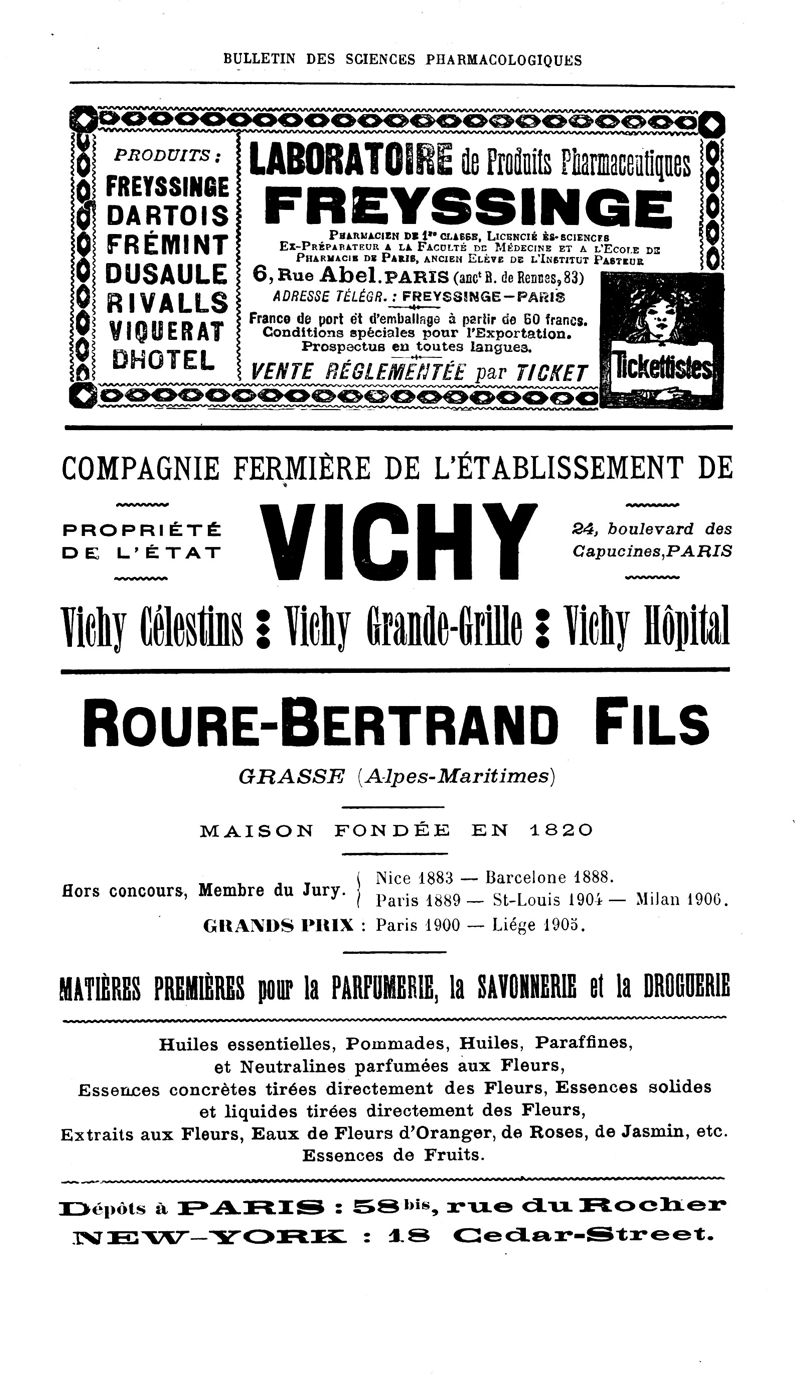 BULLETIN DES SCIENCES PHARMACOLOGIQUES
PRODUITS :
FREYSSINGE
DARTOIS
FRÉMINT
DUSAULE
RIVALLS
VIQUERAT
DHOTEL
LABORATOIRE de Produits Pharmaceutiques
FREYSSINGE
PHARMACIEN DE 1re CLASSE, LICENCIÉ ÈS-SCIENCES
EX-PRÉPARATEUR A LA FACULTÉ DE MÉDECINE ET A L'ECOLE DE
PHARMACIE DE PARIS, ANCIEN ELÈVE DE L'INSTITUT PASTEUR
6, Rue Abel. PARIS (anct R. de Rennes, 83)
ADRESSE TÉLÉGR. : FREYSSINGE—PARIS
Franco de port et d'emballage à partir de 50 francs.
Conditions spéciales pour l'Exportation.
Prospectus en toutes langues.
VENTE RÉGLEMENTÉE par TICKET
Tickettistes
COMPAGNIE FERMIÈRE DE L'ÉTABLISSEMENT DE
PROPRIÉTÉ
DE L'ÉTAT
VICHY
24, boulevard des
Capucines, PARIS
Vichy Célestins Vichy Grande-Grille Vichy Hôpital
ROURE-BERTRAND FILS
GRASSE (Alpes-Maritimes)
MAISON FONDÉE EN 1820
Hors concours, Membre du Jury.
Nice 1883 — Barcelone 1888.
Paris 1889 — St-Louis 1904 — Milan 1906.
GRANDS PRIX : Paris 1900 — Liége 1905.
MATIÈRES PREMIÈRES pour la PARFUMERIE, la SAVONNERIE et la DROGUERIE
Huiles essentielles, Pommades, Huiles, Paraffines,
et Neutralines parfumées aux Fleurs,
Essences concrètes tirées directement des Fleurs, Essences solides
et liquides tirées directement des Fleurs,
Extraits aux Fleurs, Eaux de Fleurs d'Oranger, de Roses, de Jasmin, etc.
Essences de Fruits.
Dépôts à PARIS : 58 bis, rue du Rocher
NEW-YORK : 18 Cedar-Street.